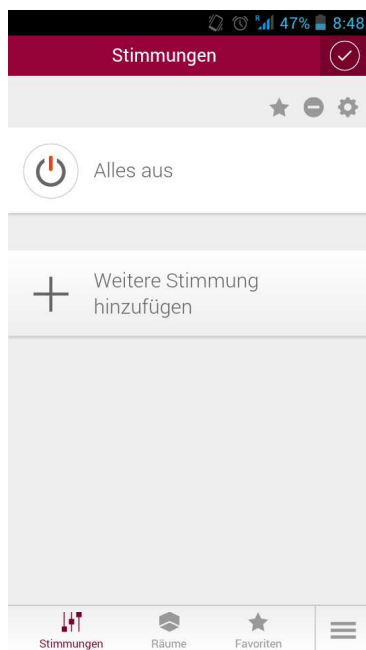 R 47% 8:48
Stimmungen
Alles aus
Weitere Stimmung
hinzufügen
Stimmungen Räume Favoriten